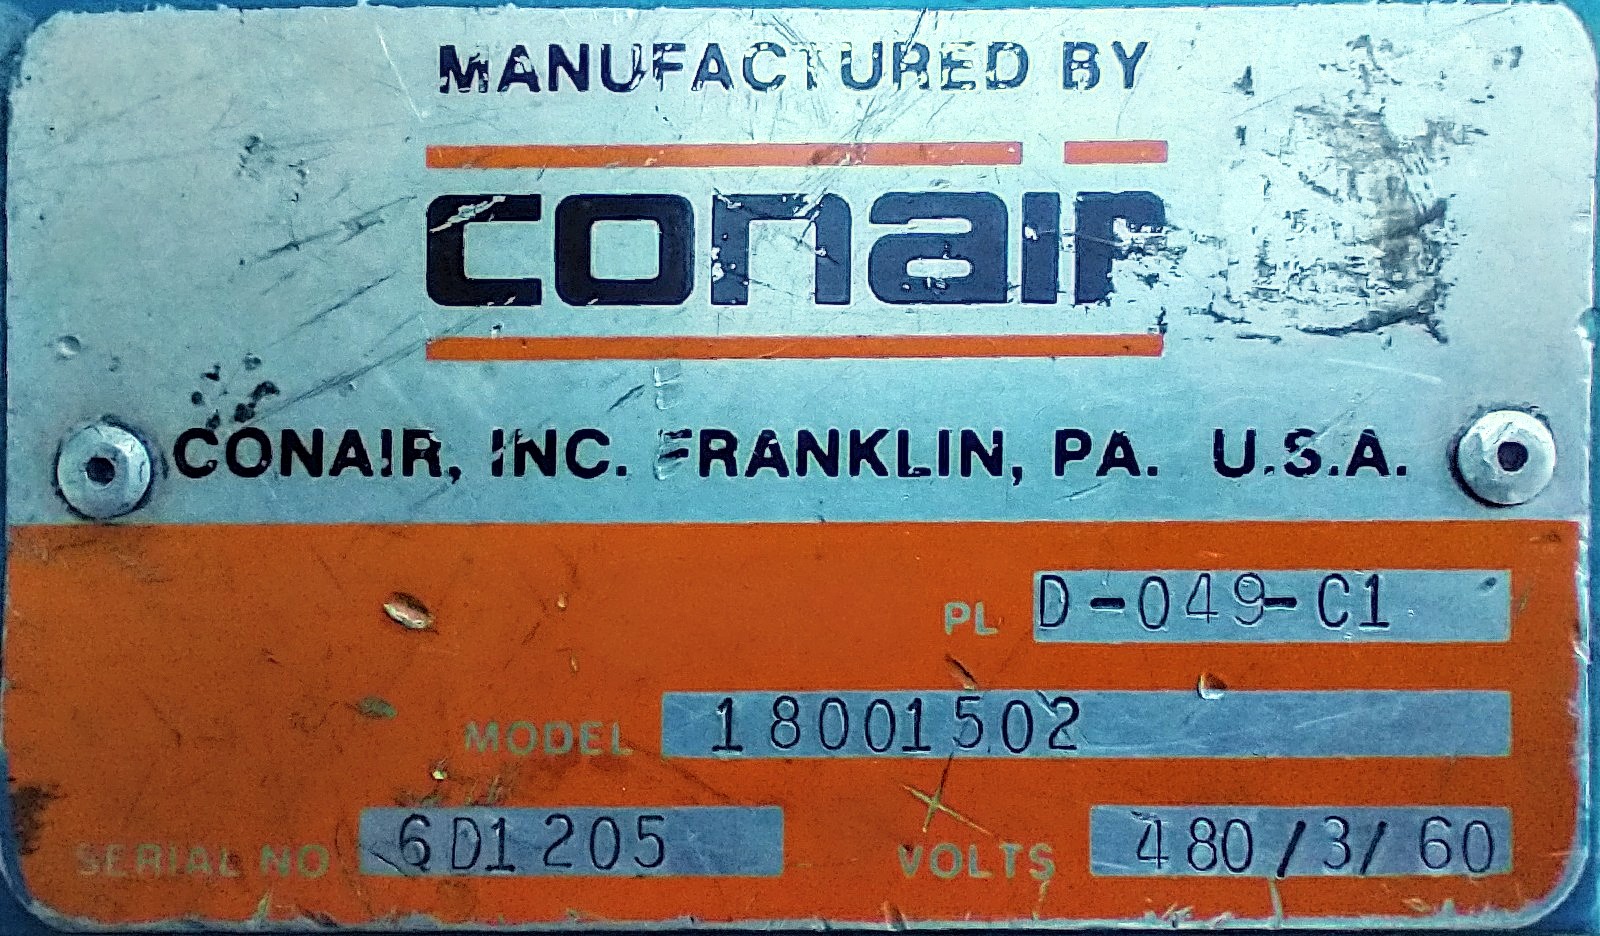 MANUFACTURED BY
conair
CONAIR, INC. FRANKLIN, PA. U.S.A.
PL D-049-C1
MODEL 18001502
SERIAL NO 6D1205 VOLTS 480/3/60